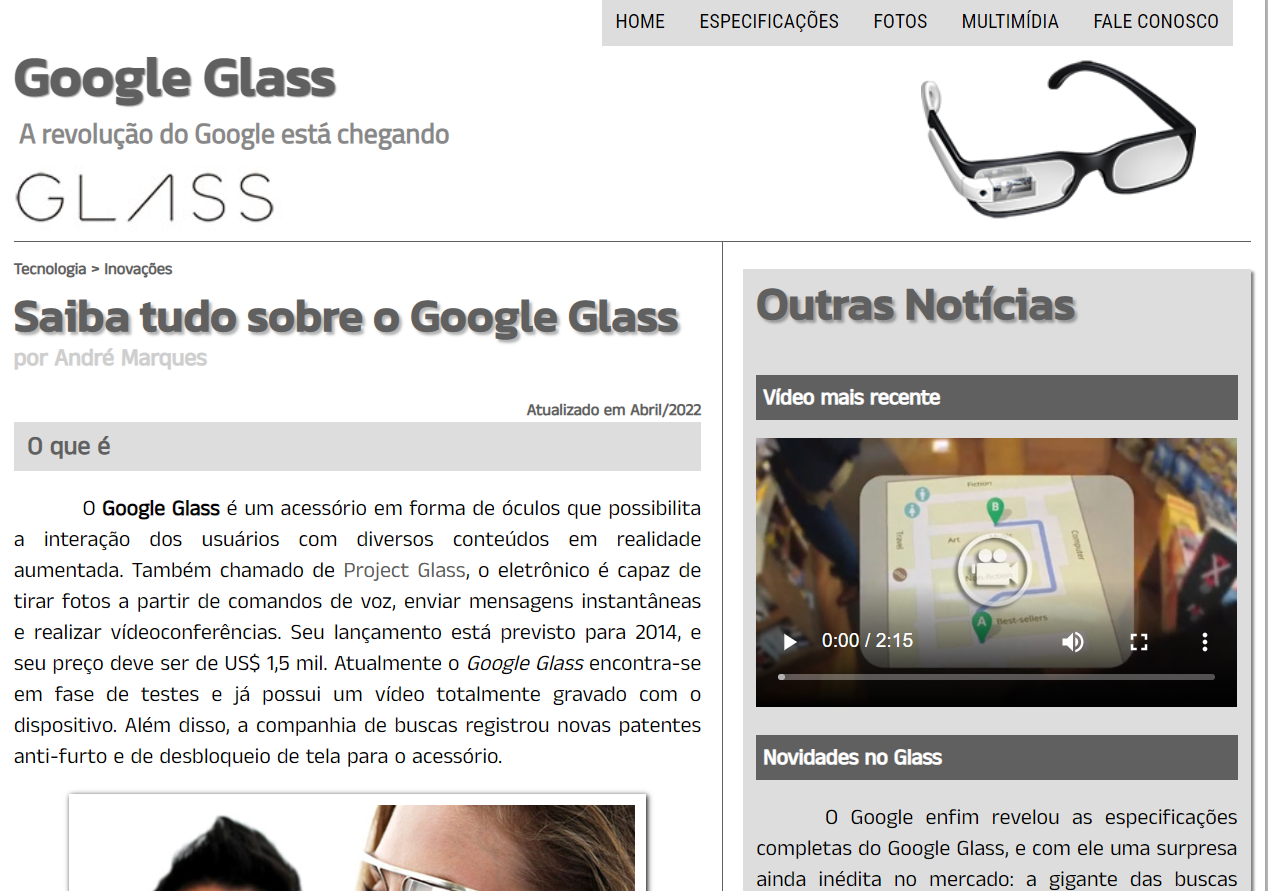 HOME ESPECIFICAÇÕES FOTOS MULTIMÍDIA FALE CONOSCO
Google Glass
A revolução do Google está chegando
GLASS
Tecnologia > Inovações
Saiba tudo sobre o Google Glass
por André Marques
Atualizado em Abril/2022
O que é
O Google Glass é um acessório em forma de óculos que possibilita
a interação dos usuários com diversos conteúdos em realidade
aumentada. Também chamado de Project Glass, o eletrônico é capaz de
tirar fotos a partir de comandos de voz, enviar mensagens instantâneas
e realizar vídeoconferências. Seu lançamento está previsto para 2014, e
seu preço deve ser de US$ 1,5 mil. Atualmente o Google Glass encontra-se
em fase de testes e já possui um vídeo totalmente gravado com o
dispositivo. Além disso, a companhia de buscas registrou novas patentes
anti-furto e de desbloqueio de tela para o acessório.
Outras Notícias
Vídeo mais recente
Fiction
B
Travel
Art
Computer
Non fiction
A
Best-sellers
0:00 / 2:15
Novidades no Glass
O Google enfim revelou as especificações
completas do Google Glass, e com ele uma surpresa
ainda inédita no mercado: a gigante das buscas